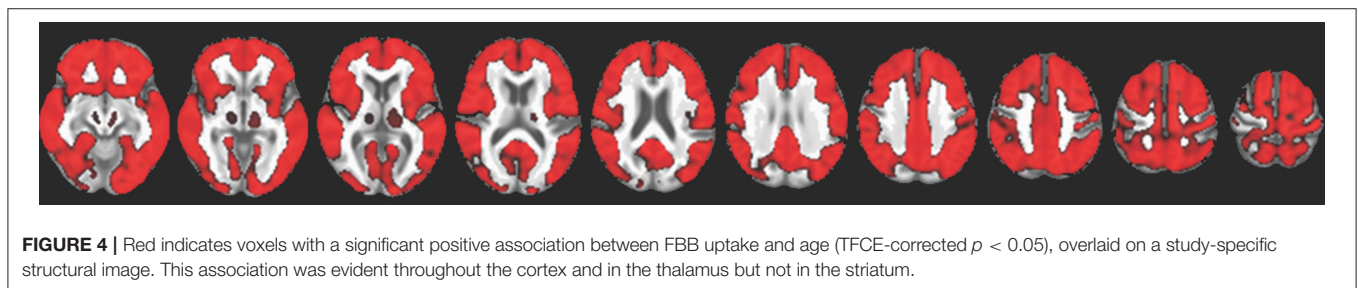 FIGURE 4 | Red indicates voxels with a significant positive association between FBB uptake and age (TFCE-corrected p < 0.05), overlaid on a study-specific
structural image. This association was evident throughout the cortex and in the thalamus but not in the striatum.